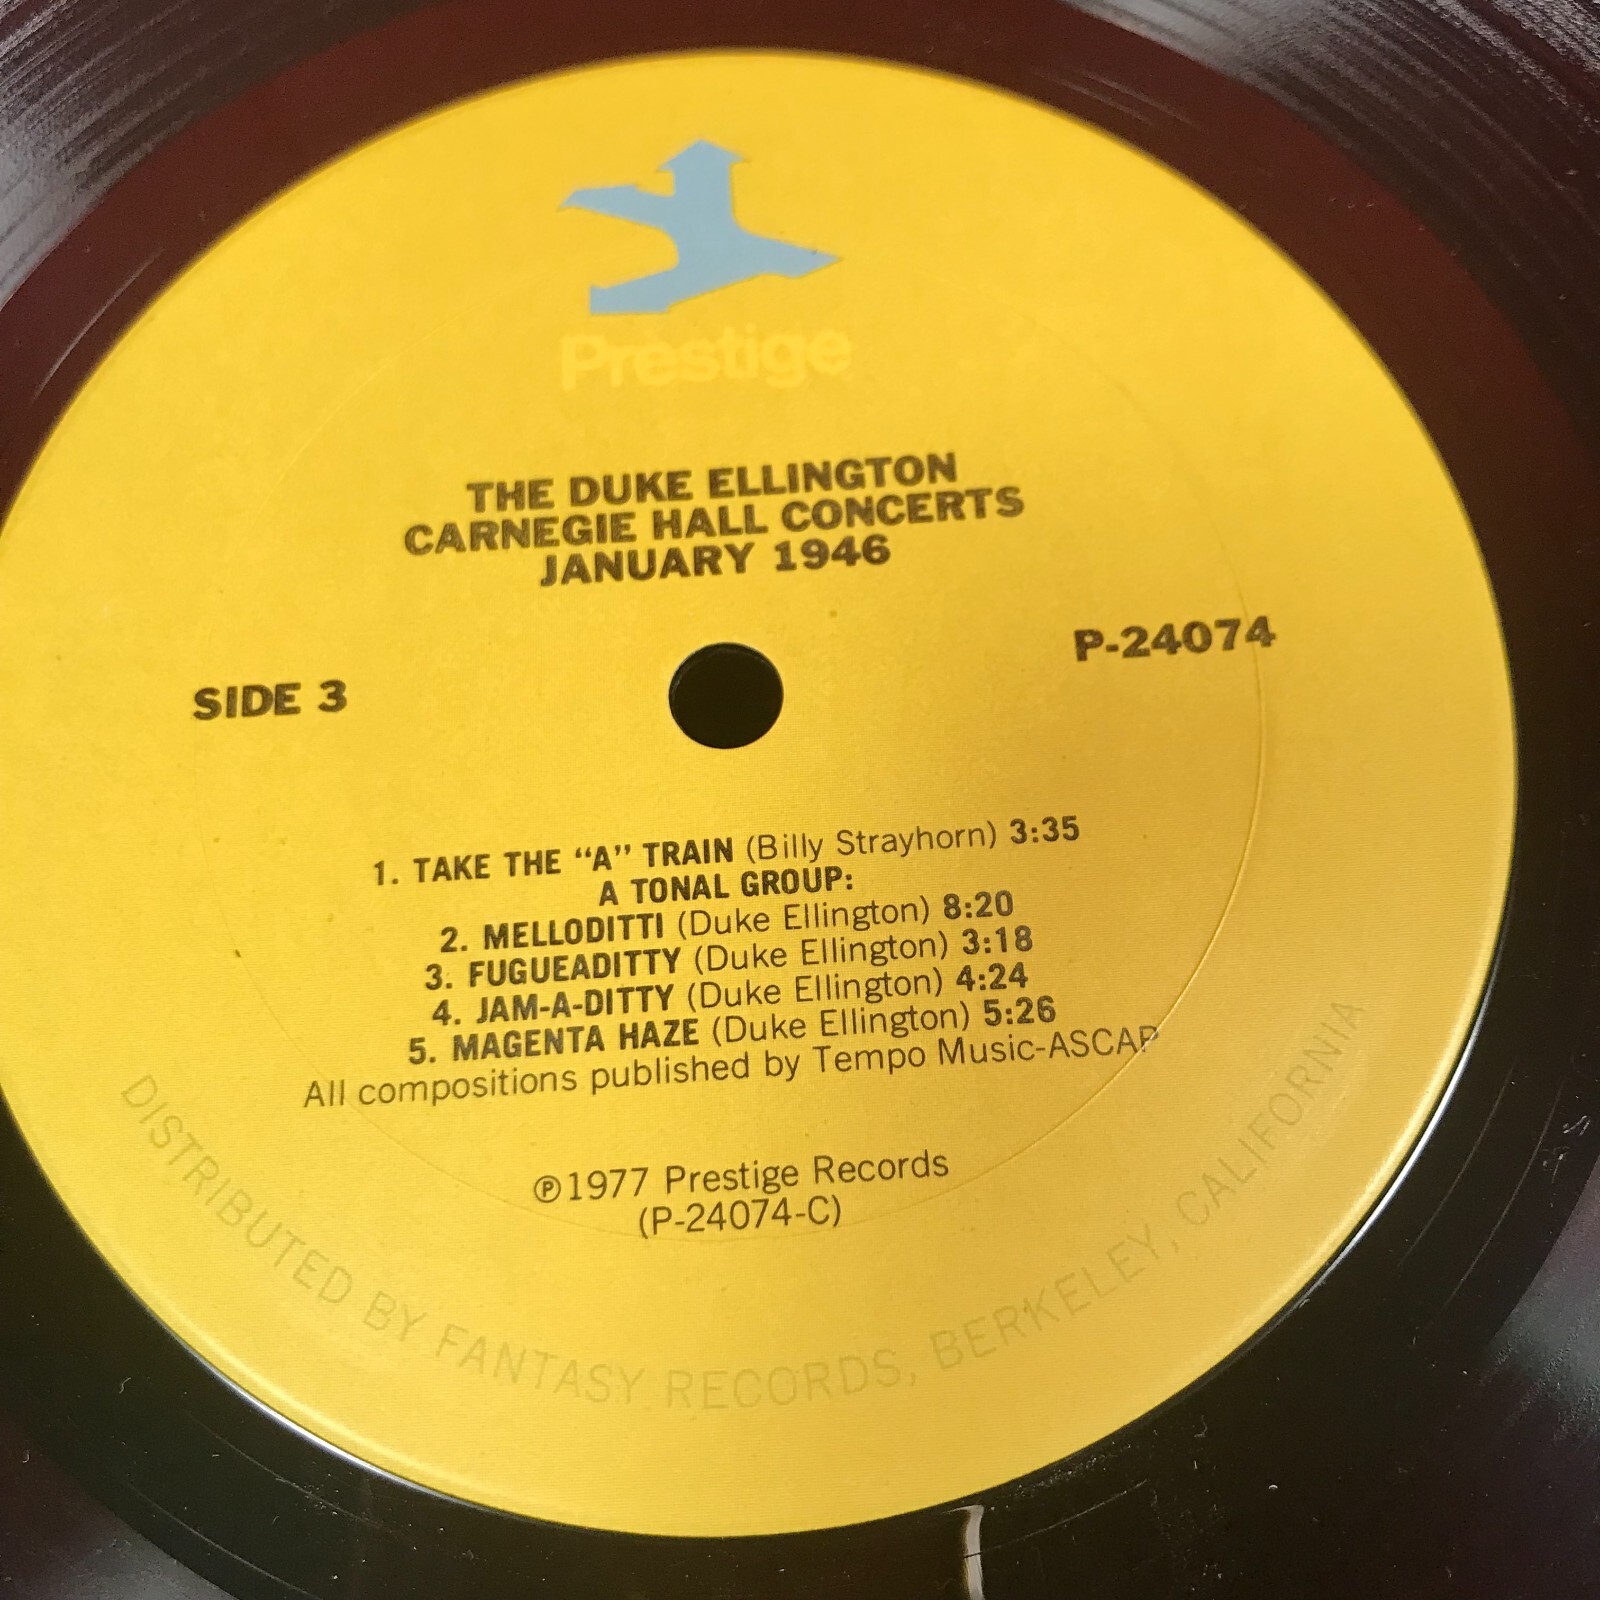 Prestige
THE DUKE ELLINGTON
CARNEGIE HALL CONCERTS
JANUARY 1946
SIDE 3
P-24074
1. TAKE THE “A” TRAIN (Billy Strayhorn) 3:35
A TONAL GROUP:
2. MELLODITTI (Duke Ellington) 8:20
3. FUGUEADITTY (Duke Ellington) 3:18
4. JAM-A-DITTY (Duke Ellington) 4:24
5. MAGENTA HAZE (Duke Ellington) 5:26
All compositions published by Tempo Music-ASCAP
℗1977 Prestige Records
(P-24074-C)
DISTRIBUTED BY FANTASY RECORDS, BERKELEY, CALIFORNIA